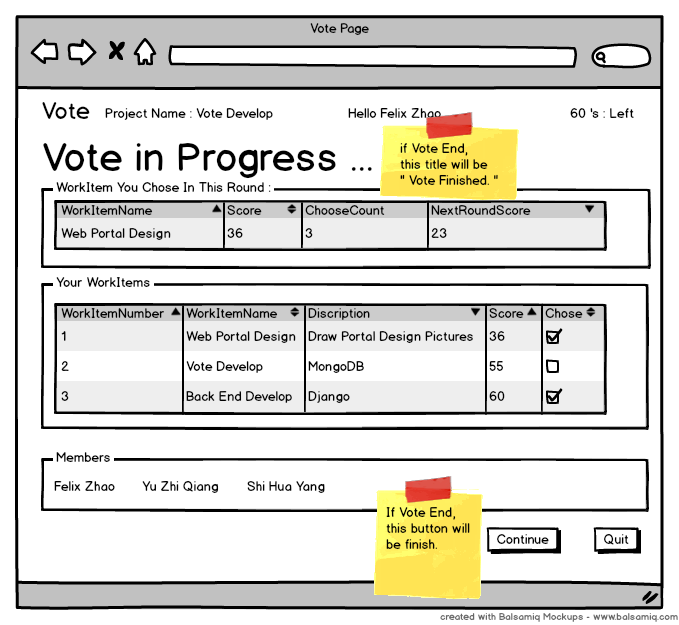 Vote Page
Vote Project Name : Vote Develop Hello Felix Zhao 60 's : Left
Vote in Progress ...
if Vote End,
this title will be
" Vote Finished. "
WorkItem You Chose In This Round :
WorkItemName Score ChooseCount NextRoundScore
Web Portal Design 36 3 23
Your WorkItems
WorkItemNumber WorkItemName Discription Score Chose
1 Web Portal Design Draw Portal Design Pictures 36
2 Vote Develop MongoDB 55
3 Back End Develop Django 60
Members
Felix Zhao Yu Zhi Qiang Shi Hua Yang
If Vote End,
this button will
be finish.
Continue Quit
created with Balsamiq Mockups - www.balsamiq.com